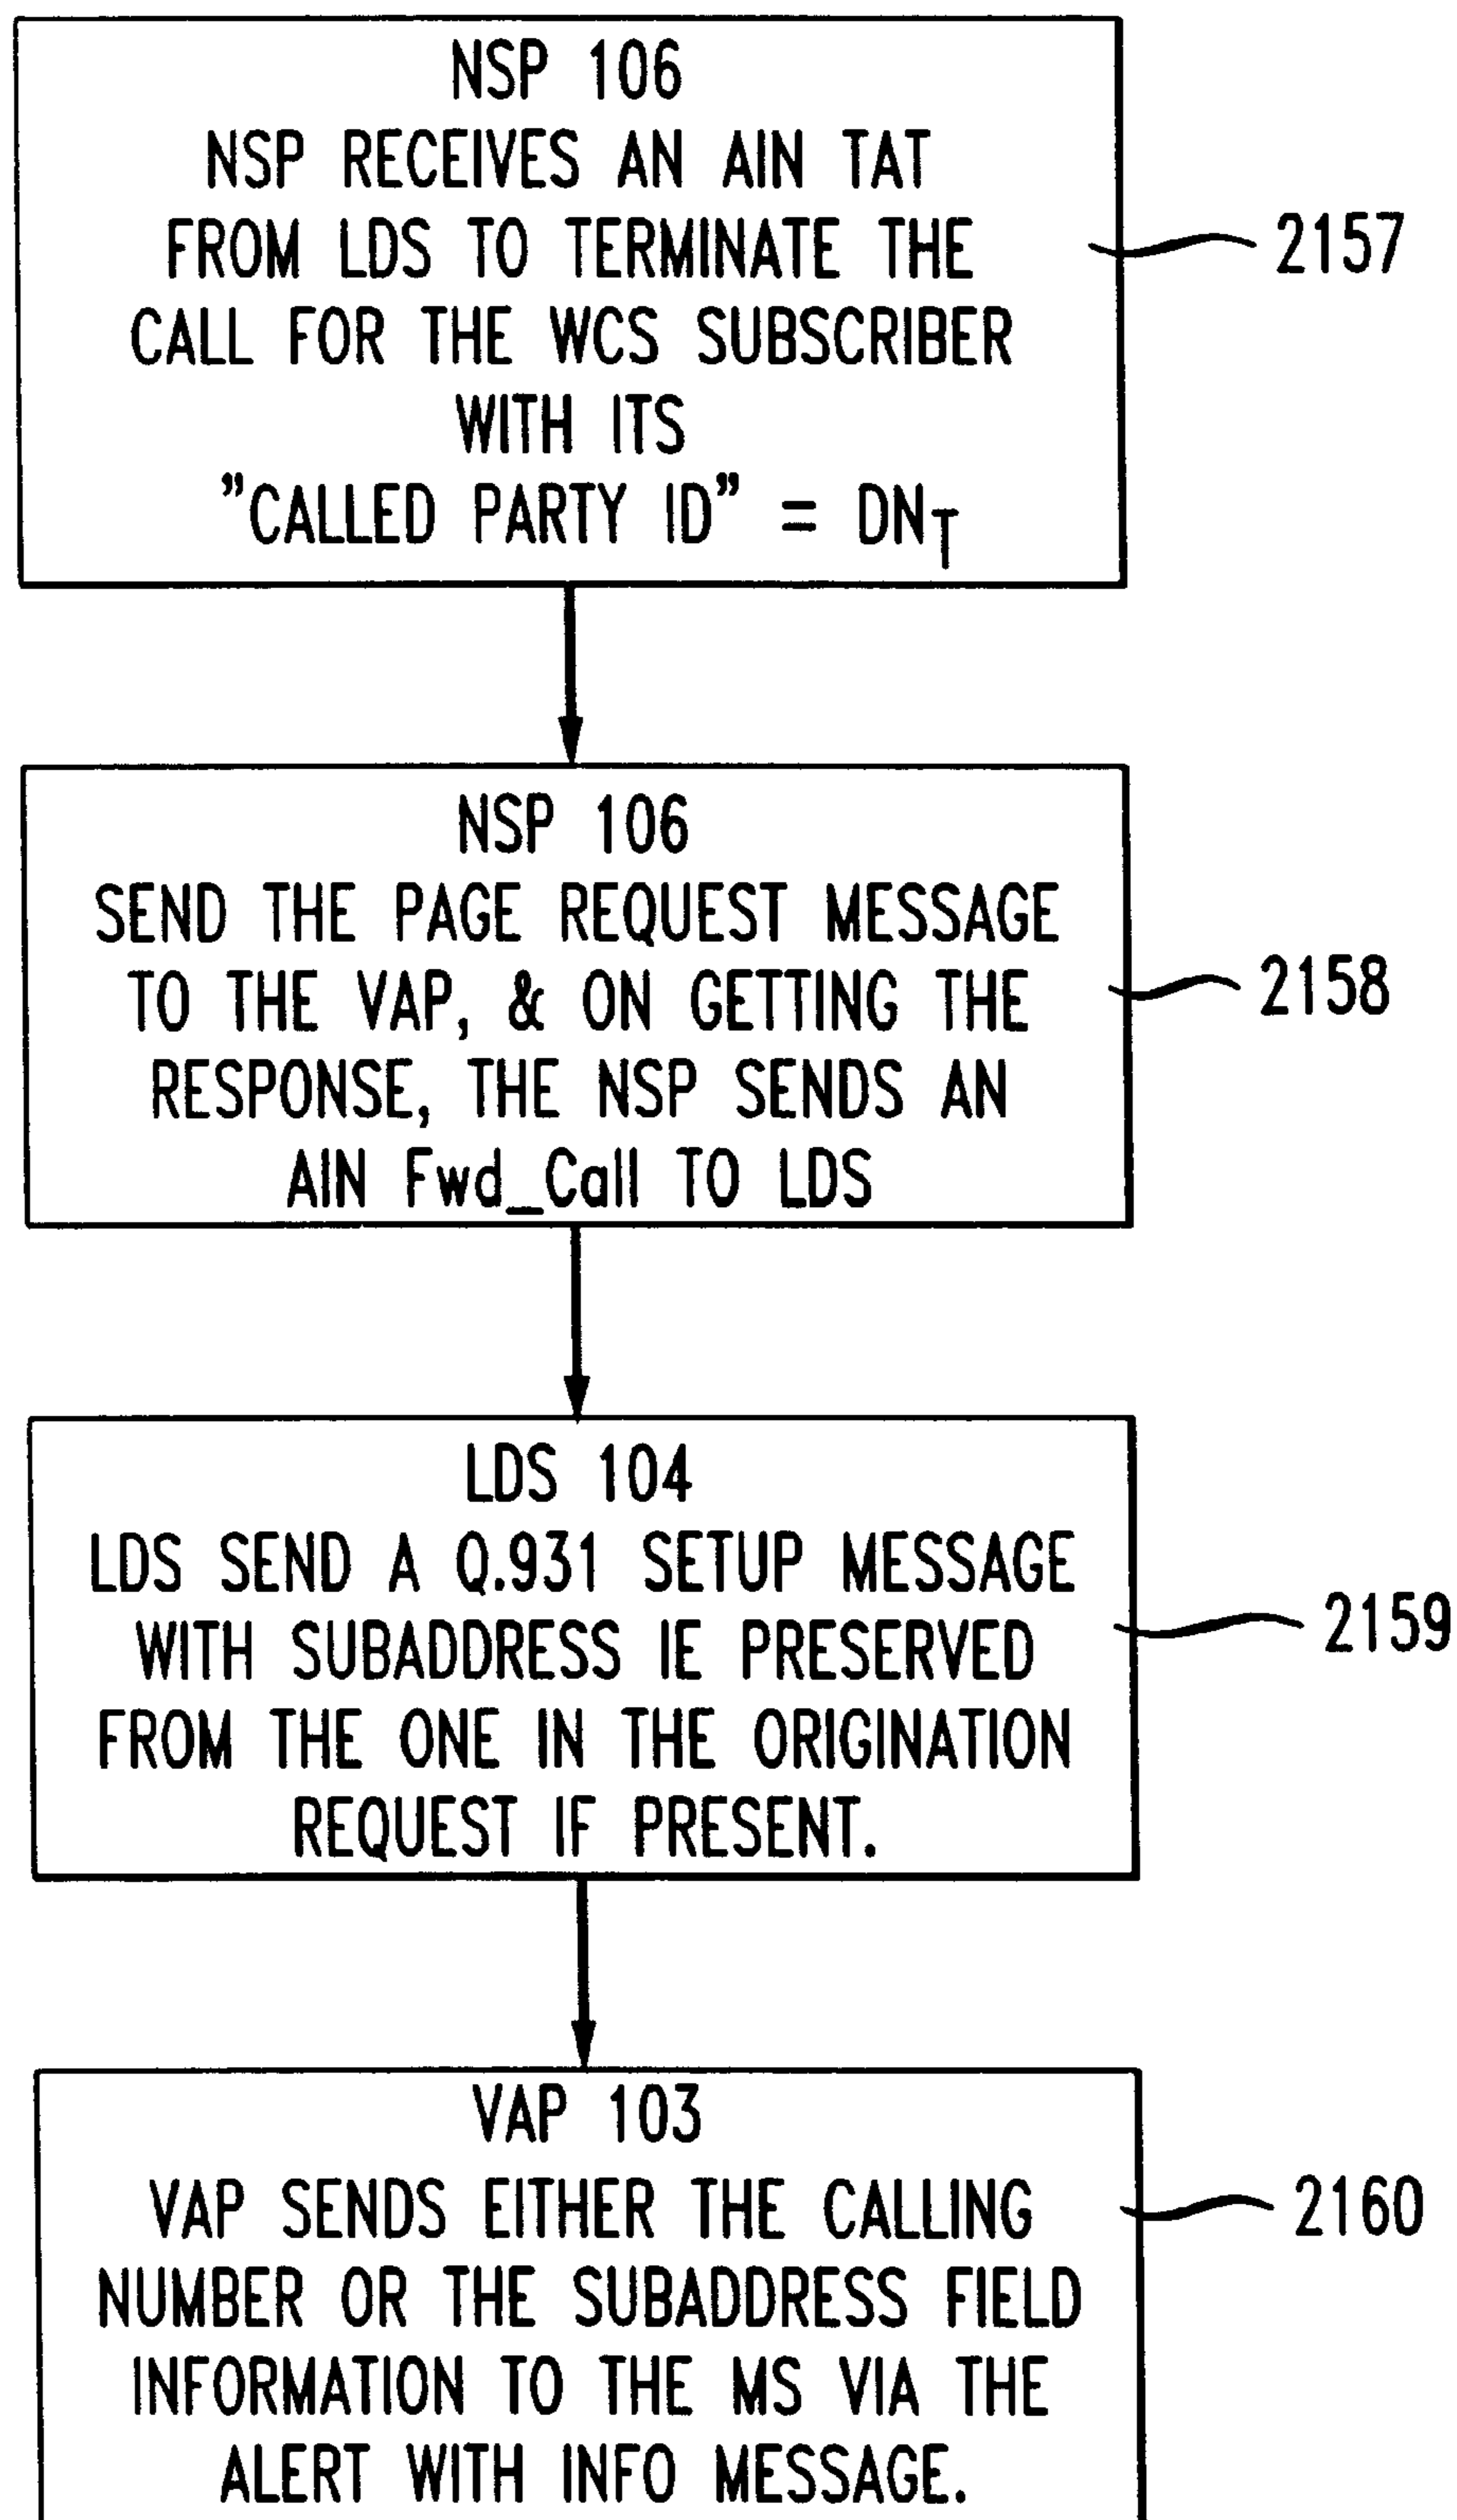 NSP 106
NSP RECEIVES AN AIN TAT
FROM LDS TO TERMINATE THE
CALL FOR THE WCS SUBSCRIBER
WITH ITS
"CALLED PARTY ID" = DNT
2157
NSP 106
SEND THE PAGE REQUEST MESSAGE
TO THE VAP, & ON GETTING THE
RESPONSE, THE NSP SENDS AN
AIN Fwd_Call TO LDS
2158
LDS 104
LDS SEND A Q.931 SETUP MESSAGE
WITH SUBADDRESS IE PRESERVED
FROM THE ONE IN THE ORIGINATION
REQUEST IF PRESENT.
2159
VAP 103
VAP SENDS EITHER THE CALLING
NUMBER OR THE SUBADDRESS FIELD
INFORMATION TO THE MS VIA THE
ALERT WITH INFO MESSAGE.
2160